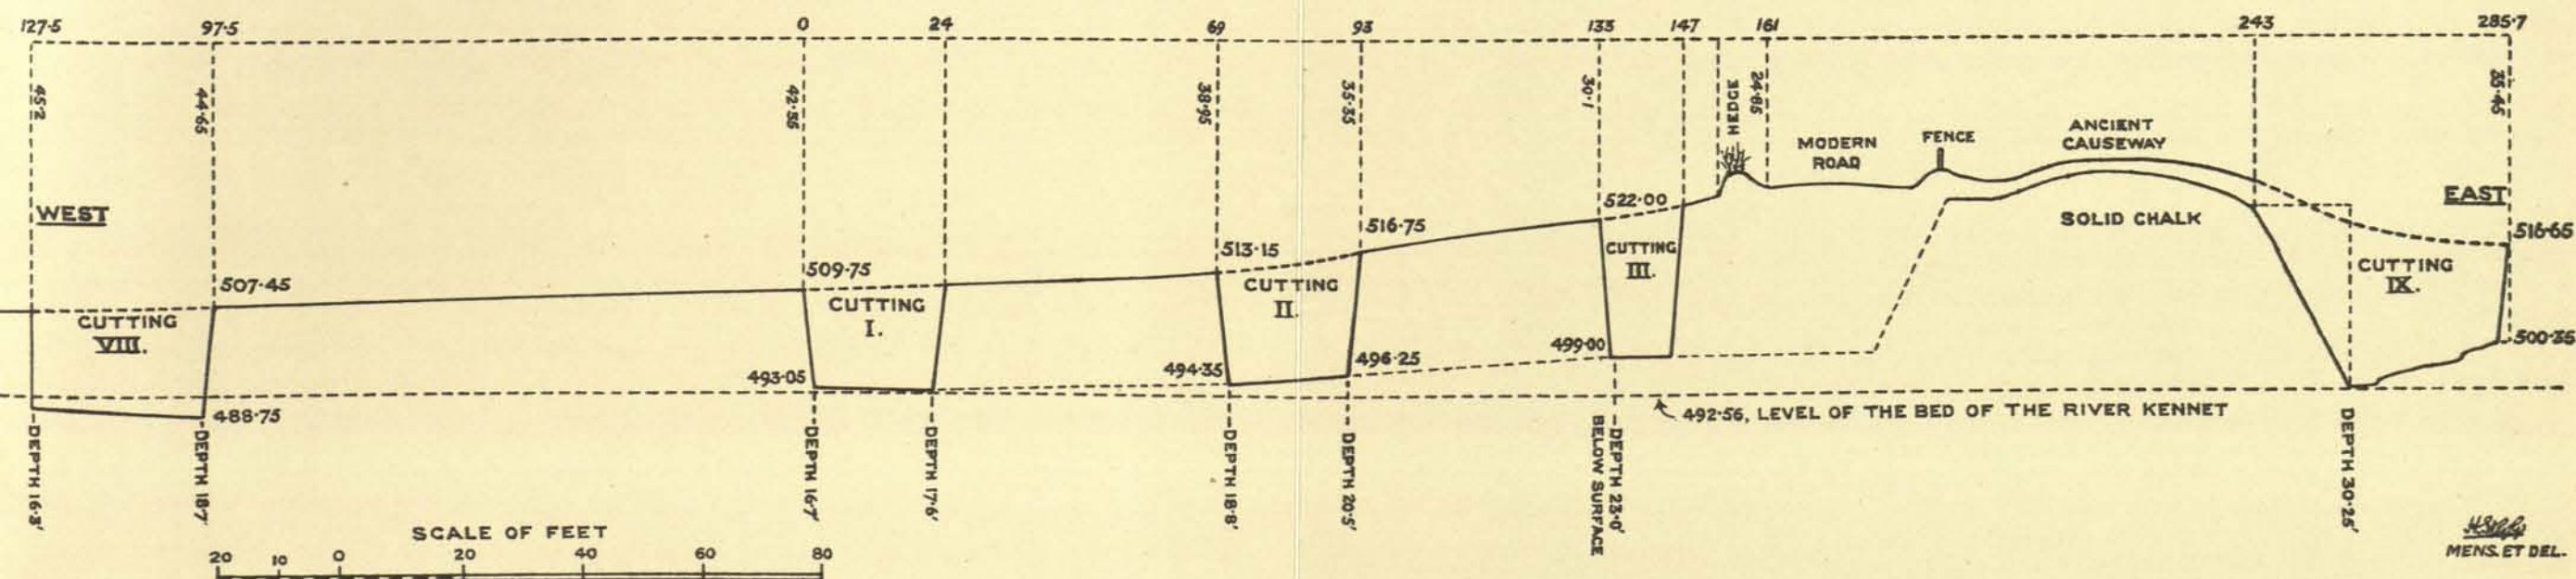 127·5 97·5 0 24 69 93 133 147 161 243 285·7
45·2
44·65
42·35
38·95
35·35
30·1
HEDGE
24·85
35·45
WEST
EAST
MODERN
ROAD
FENCE
ANCIENT
CAUSEWAY
SOLID CHALK
507·45
509·75
513·15
516·75
522·00
516·65
CUTTING
VIII.
CUTTING
I.
CUTTING
II.
CUTTING
III.
CUTTING
IX.
488·75
493·05
494·35
496·25
499·00
500·35
492·56, LEVEL OF THE BED OF THE RIVER KENNET
DEPTH 16·3'
DEPTH 18·7'
DEPTH 16·7'
DEPTH 17·6'
DEPTH 18·8'
DEPTH 20·5'
DEPTH 23·0'
BELOW SURFACE
DEPTH 30·25'
SCALE OF FEET
20 10 0 20 40 60 80
MENS. ET DEL.